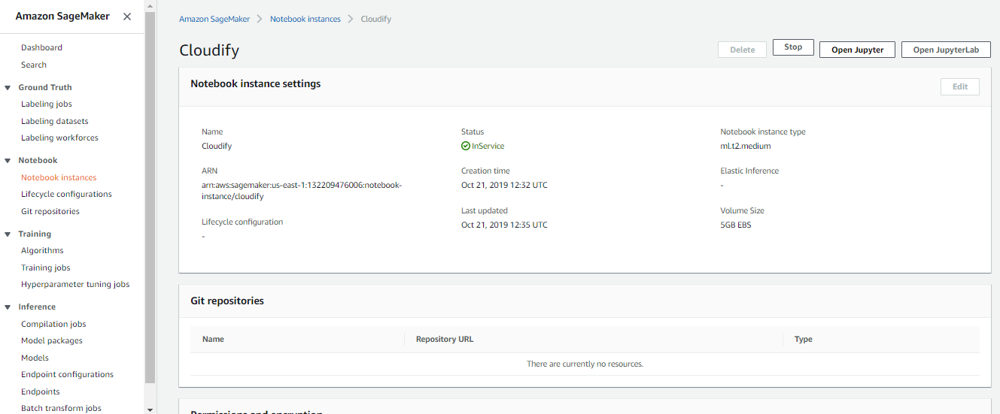 Amazon SageMaker
Dashboard
Search
Ground Truth
Labeling jobs
Labeling datasets
Labeling workforces
Notebook
Notebook instances
Lifecycle configurations
Git repositories
Training
Algorithms
Training jobs
Hyperparameter tuning jobs
Inference
Compilation jobs
Model packages
Models
Endpoint configurations
Endpoints
Batch transform jobs
Amazon SageMaker > Notebook instances > Cloudify
Cloudify
Delete Stop Open Jupyter Open JupyterLab
Notebook instance settings
Edit
Name
Cloudify
ARN
arn:aws:sagemaker:us-east-1:132209476006:notebook-
instance/cloudify
Lifecycle configuration
-
Status
InService
Creation time
Oct 21, 2019 12:32 UTC
Last updated
Oct 21, 2019 12:35 UTC
Notebook instance type
ml.t2.medium
Elastic Inference
-
Volume Size
5GB EBS
Git repositories
Name Repository URL Type
There are currently no resources.
Permissions and encryption